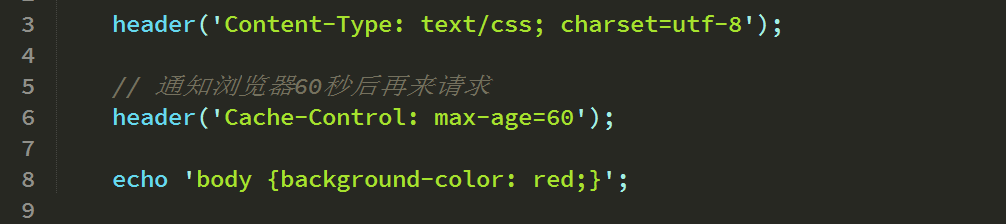 3 header('Content-Type: text/css; charset=utf-8');
4
5 // 通知浏览器60秒后再来请求
6 header('Cache-Control: max-age=60');
7
8 echo 'body {background-color: red;}';
9